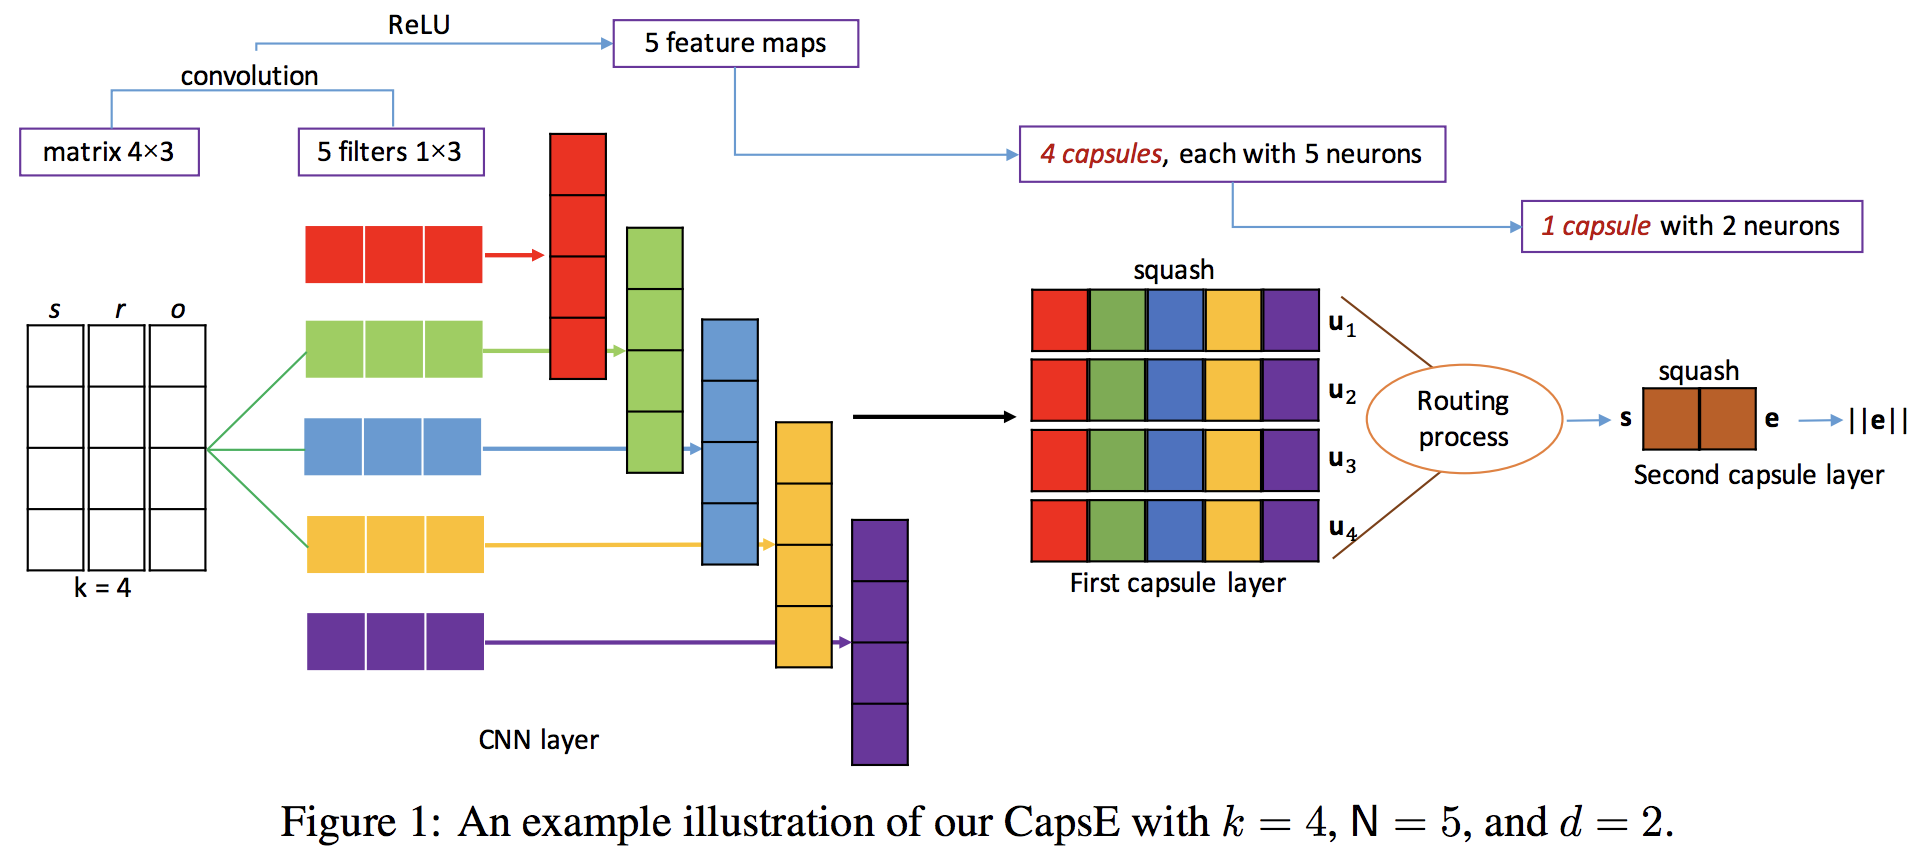 ReLU
5 feature maps
convolution
matrix 4×3
5 filters 1×3
4 capsules, each with 5 neurons
1 capsule with 2 neurons
squash
s r o
u1
u2
u3
u4
Routing
process
squash
s
e
||e||
Second capsule layer
k = 4
First capsule layer
CNN layer
Figure 1: An example illustration of our CapsE with k = 4, N = 5, and d = 2.